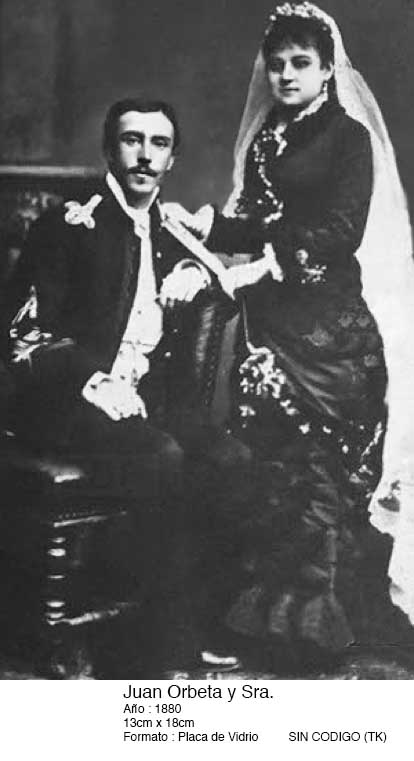 Juan Orbeta y Sra.
Año : 1880
13cm x 18cm
Formato : Placa de Vidrio SIN CODIGO (TK)